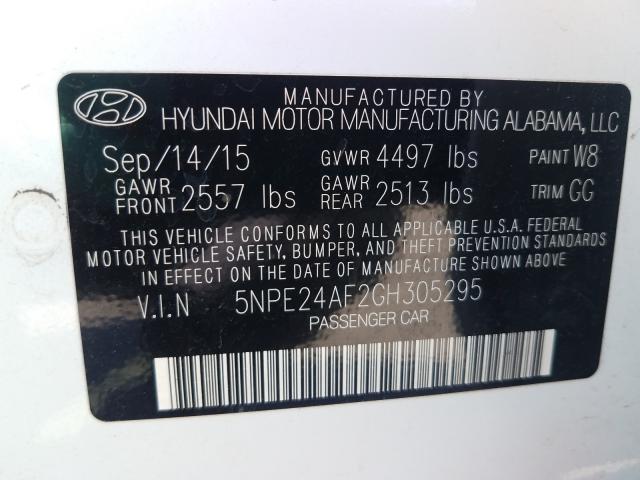 MANUFACTURED BY
HYUNDAI MOTOR MANUFACTURING ALABAMA, LLC
Sep/14/15 GVWR 4497 lbs PAINT W8
GAWR FRONT 2557 lbs GAWR REAR 2513 lbs TRIM GG
THIS VEHICLE CONFORMS TO ALL APPLICABLE U.S.A. FEDERAL
MOTOR VEHICLE SAFETY, BUMPER, AND THEFT PREVENTION STANDARDS
IN EFFECT ON THE DATE OF MANUFACTURE SHOWN ABOVE.
V.I.N 5NPE24AF2GH305295
PASSENGER CAR